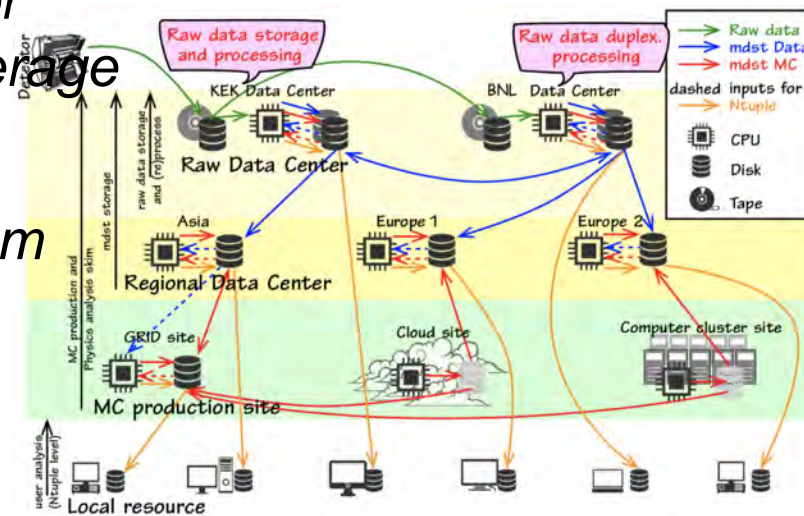 erage
m
Detector
Raw data storage
and processing
Raw data duplex.
processing
Raw data
mdst Data
mdst MC
dashed inputs for
Ntuple
CPU
Disk
Tape
KEK Data Center
BNL Data Center
Raw Data Center
raw data storage
and (re)process
mdst storage
MC production and
Physics analysis skim
Asia
Europe 1
Europe 2
Regional Data Center
GRID site
Cloud site
Computer cluster site
MC production site
user analysis
(Ntuple level)
Local resource